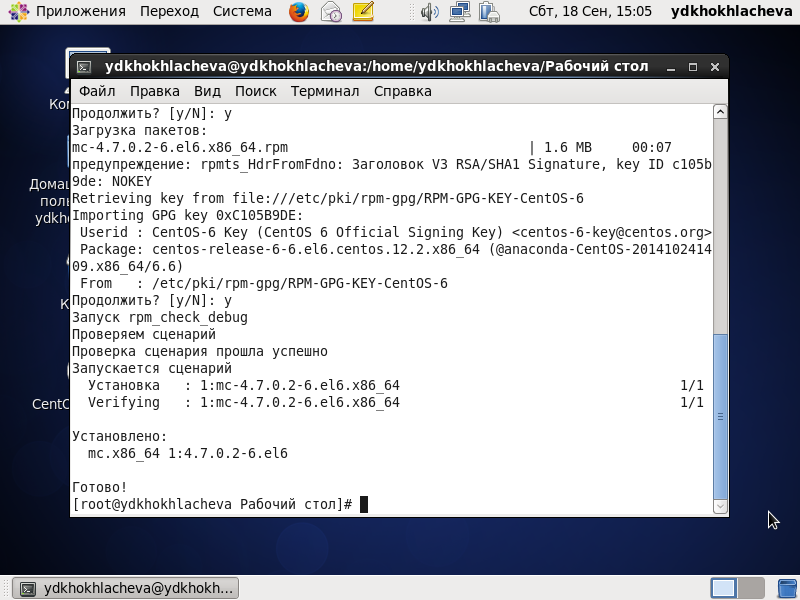 Приложения Переход Система Сбт, 18 Сен, 15:05 ydkhokhlacheva
ydkhokhlacheva@ydkhokhlacheva:/home/ydkhokhlacheva/Рабочий стол
Файл Правка Вид Поиск Терминал Справка
Продолжить? [y/N]: y
Загрузка пакетов:
mc-4.7.0.2-6.el6.x86_64.rpm | 1.6 MB 00:07
предупреждение: rpmts_HdrFromFdno: Заголовок V3 RSA/SHA1 Signature, key ID c105b
9de: NOKEY
Retrieving key from file:///etc/pki/rpm-gpg/RPM-GPG-KEY-CentOS-6
Importing GPG key 0xC105B9DE:
Userid : CentOS-6 Key (CentOS 6 Official Signing Key) <centos-6-key@centos.org>
Package: centos-release-6-6.el6.centos.12.2.x86_64 (@anaconda-CentOS-2014102414
09.x86_64/6.6)
From : /etc/pki/rpm-gpg/RPM-GPG-KEY-CentOS-6
Продолжить? [y/N]: y
Запуск rpm_check_debug
Проверяем сценарий
Проверка сценария прошла успешно
Запускается сценарий
Установка : 1:mc-4.7.0.2-6.el6.x86_64 1/1
Verifying : 1:mc-4.7.0.2-6.el6.x86_64 1/1
Установлено:
mc.x86_64 1:4.7.0.2-6.el6
Готово!
[root@ydkhokhlacheva Рабочий стол]#
ydkhokhlacheva@ydkhokh...